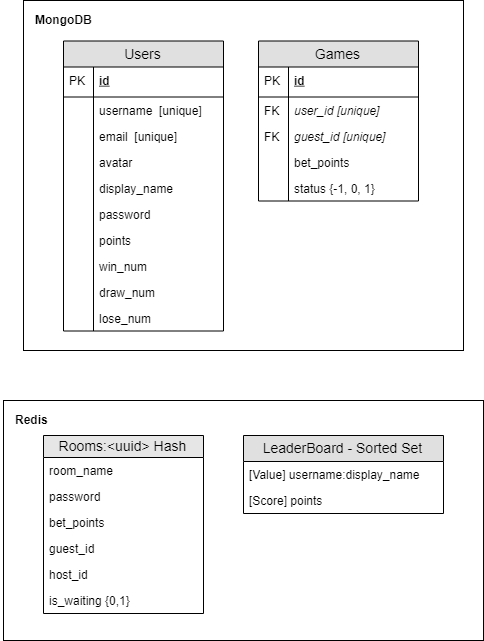 MongoDB
Users
PK id
username [unique]
email [unique]
avatar
display_name
password
points
win_num
draw_num
lose_num
Games
PK id
FK user_id [unique]
FK guest_id [unique]
bet_points
status {-1, 0, 1}
Redis
Rooms:<uuid> Hash
room_name
password
bet_points
guest_id
host_id
is_waiting {0,1}
LeaderBoard - Sorted Set
[Value] username:display_name
[Score] points